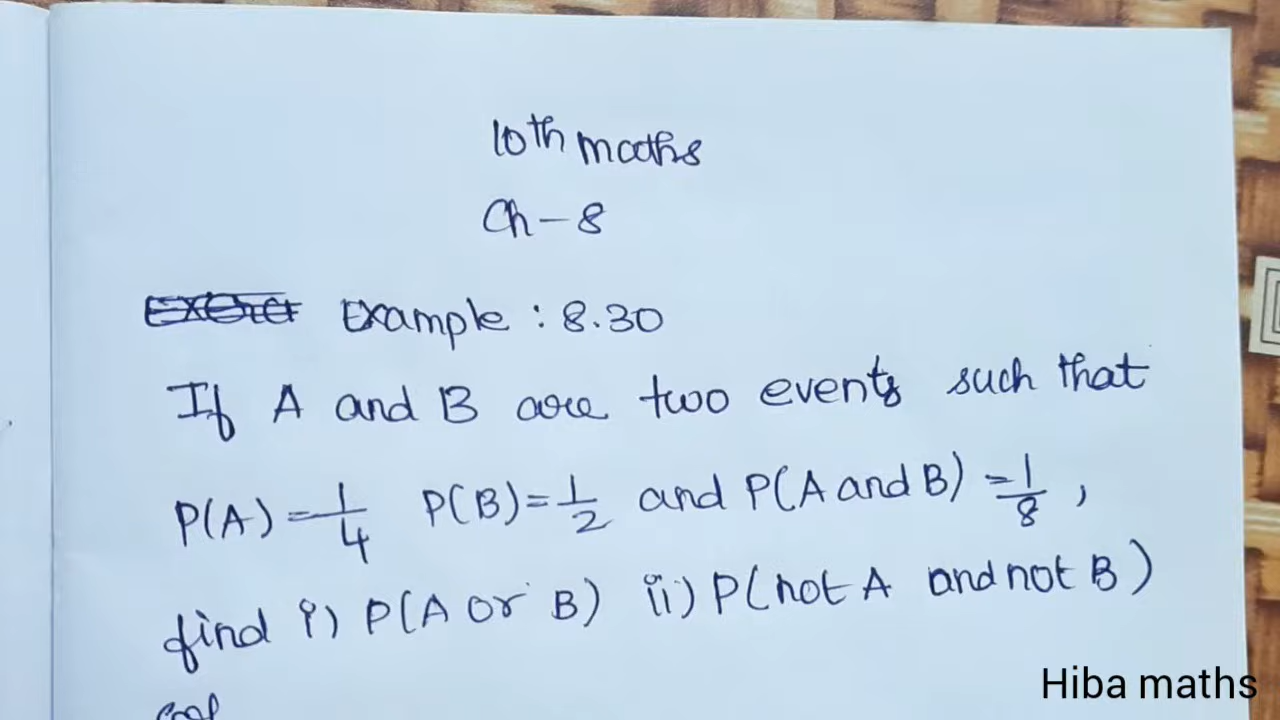 10th maths
Ch - 8
Example : 8.30
If A and B are two events such that
P(A) = 1/4 P(B) = 1/2 and P(A and B) = 1/8 ,
find i) P(A or B) ii) P(not A and not B)
Hiba maths